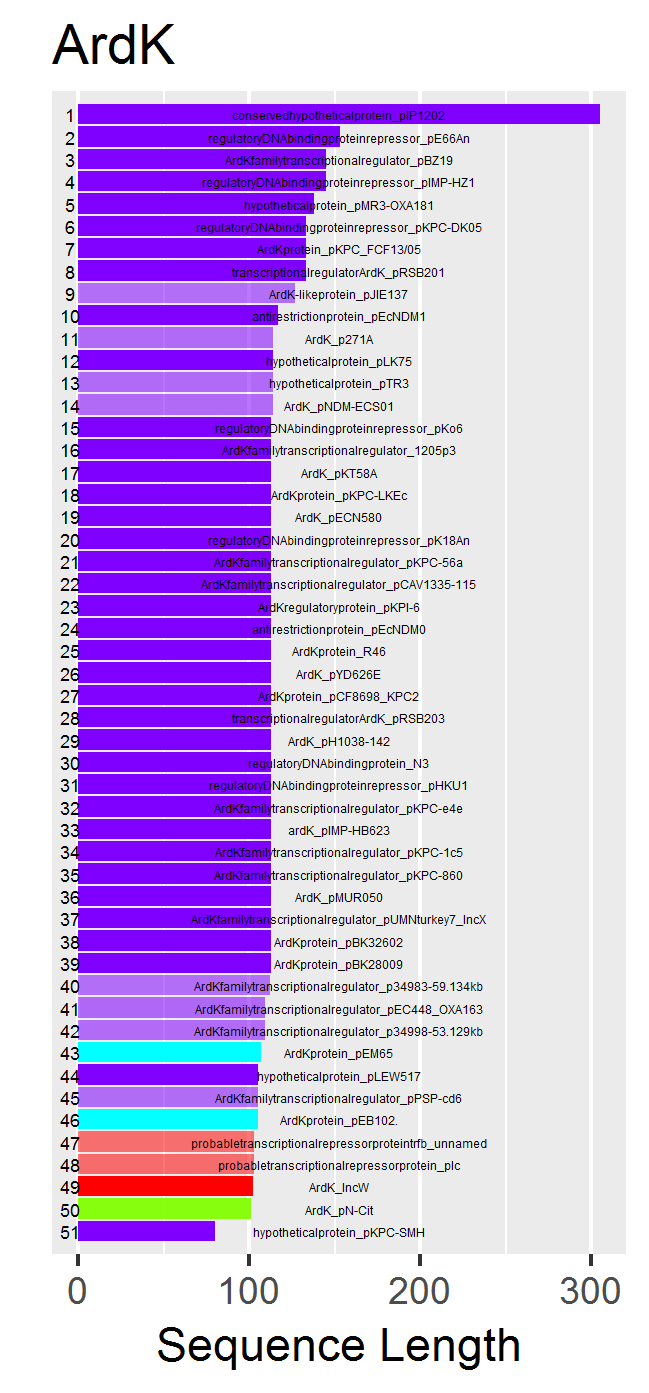 ArdK
1 conservedhypotheticalprotein_pIP1202
2 regulatoryDNAbindingproteinrepressor_pE66An
3 ArdKfamilytranscriptionalregulator_pBZ19
4 regulatoryDNAbindingproteinrepressor_pIMP-HZ1
5 hypotheticalprotein_pMR3-OXA181
6 regulatoryDNAbindingproteinrepressor_pKPC-DK05
7 ArdKprotein_pKPC_FCF13/05
8 transcriptionalregulatorArdK_pRSB201
9 ArdK-likeprotein_pJIE137
10 antirestrictionprotein_pEcNDM1
11 ArdK_p271A
12 hypotheticalprotein_pLK75
13 hypotheticalprotein_pTR3
14 ArdK_pNDM-ECS01
15 regulatoryDNAbindingproteinrepressor_pKo6
16 ArdKfamilytranscriptionalregulator_1205p3
17 ArdK_pKT58A
18 ArdKprotein_pKPC-LKEc
19 ArdK_pECN580
20 regulatoryDNAbindingproteinrepressor_pK18An
21 ArdKfamilytranscriptionalregulator_pKPC-56a
22 ArdKfamilytranscriptionalregulator_pCAV1335-115
23 ArdKregulatoryprotein_pKPI-6
24 antirestrictionprotein_pEcNDM0
25 ArdKprotein_R46
26 ArdK_pYD626E
27 ArdKprotein_pCF8698_KPC2
28 transcriptionalregulatorArdK_pRSB203
29 ArdK_pH1038-142
30 regulatoryDNAbindingprotein_N3
31 regulatoryDNAbindingproteinrepressor_pHKU1
32 ArdKfamilytranscriptionalregulator_pKPC-e4e
33 ardK_pIMP-HB623
34 ArdKfamilytranscriptionalregulator_pKPC-1c5
35 ArdKfamilytranscriptionalregulator_pKPC-860
36 ArdK_pMUR050
37 ArdKfamilytranscriptionalregulator_pUMNturkey7_IncX
38 ArdKprotein_pBK32602
39 ArdKprotein_pBK28009
40 ArdKfamilytranscriptionalregulator_p34983-59.134kb
41 ArdKfamilytranscriptionalregulator_pEC448_OXA163
42 ArdKfamilytranscriptionalregulator_p34998-53.129kb
43 ArdKprotein_pEM65
44 hypotheticalprotein_pLEW517
45 ArdKfamilytranscriptionalregulator_pPSP-cd6
46 ArdKprotein_pEB102.
47 probabletranscriptionalrepressorproteintrfb_unnamed
48 probabletranscriptionalrepressorprotein_plc
49 ArdK_IncW
50 ArdK_pN-Cit
51 hypotheticalprotein_pKPC-SMH
0 100 200 300
Sequence Length